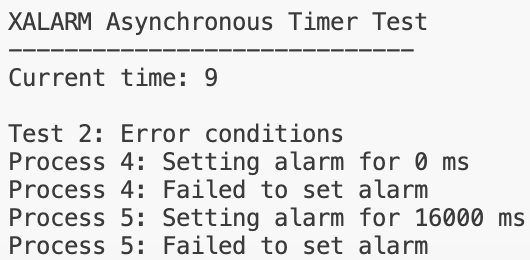 XALARM Asynchronous Timer Test
-----------------------------
Current time: 9

Test 2: Error conditions
Process 4: Setting alarm for 0 ms
Process 4: Failed to set alarm
Process 5: Setting alarm for 16000 ms
Process 5: Failed to set alarm